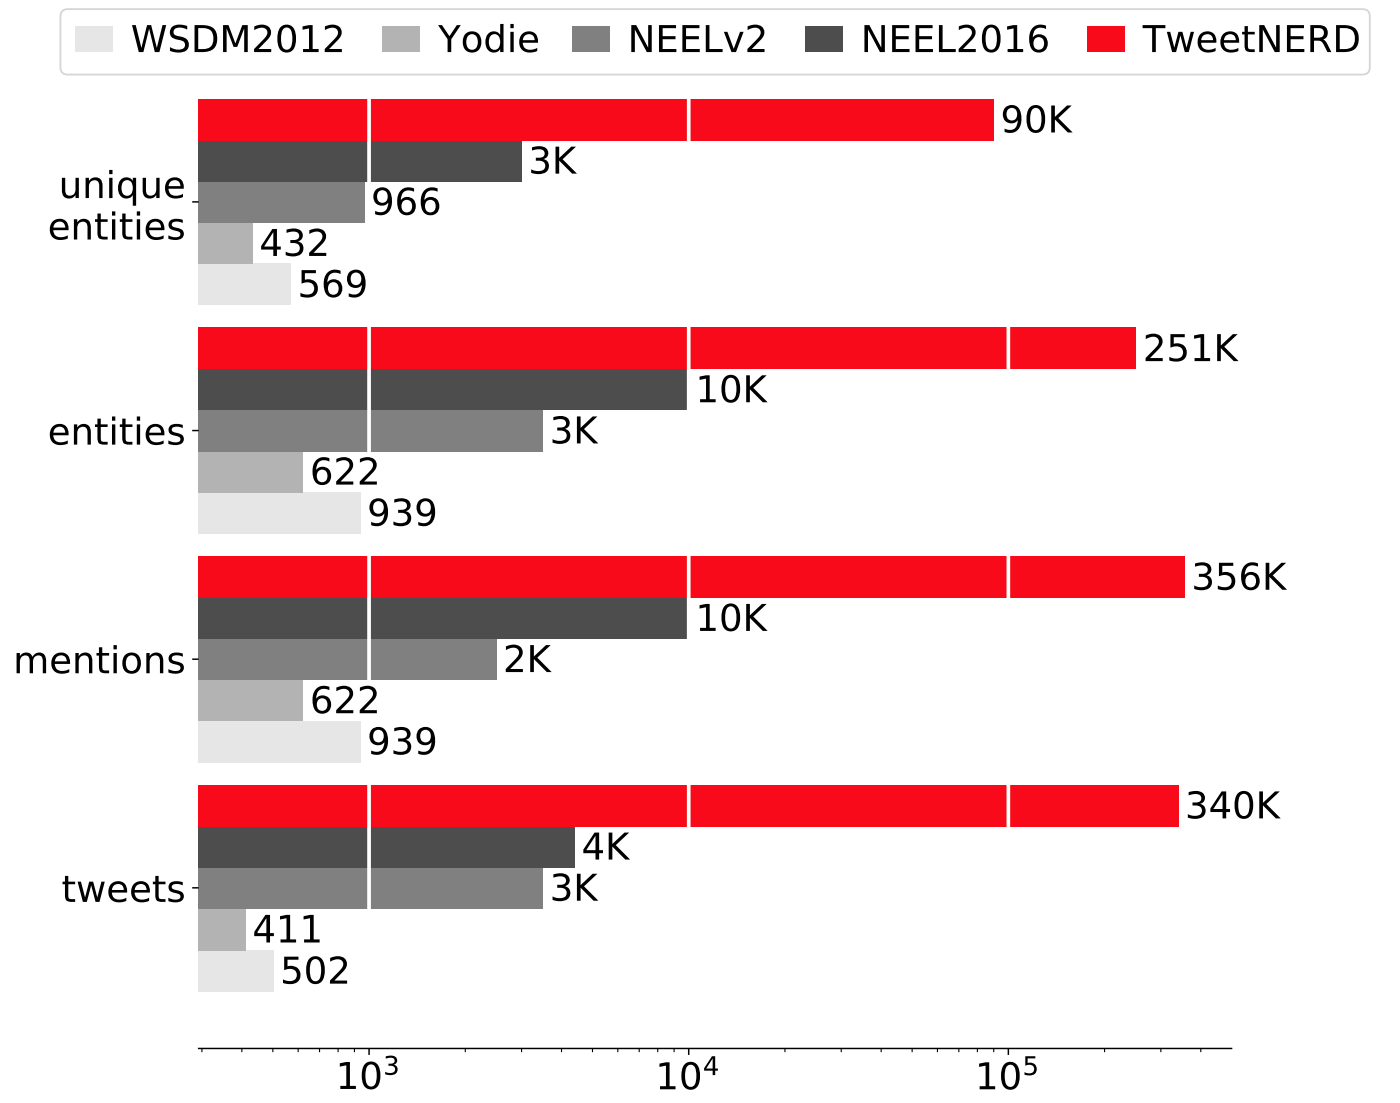 WSDM2012 Yodie NEELv2 NEEL2016 TweetNERD
90K
3K
unique
entities
966
432
569
251K
10K
entities
3K
622
939
356K
10K
mentions
2K
622
939
340K
4K
tweets
3K
411
502
10³ 10⁴ 10⁵